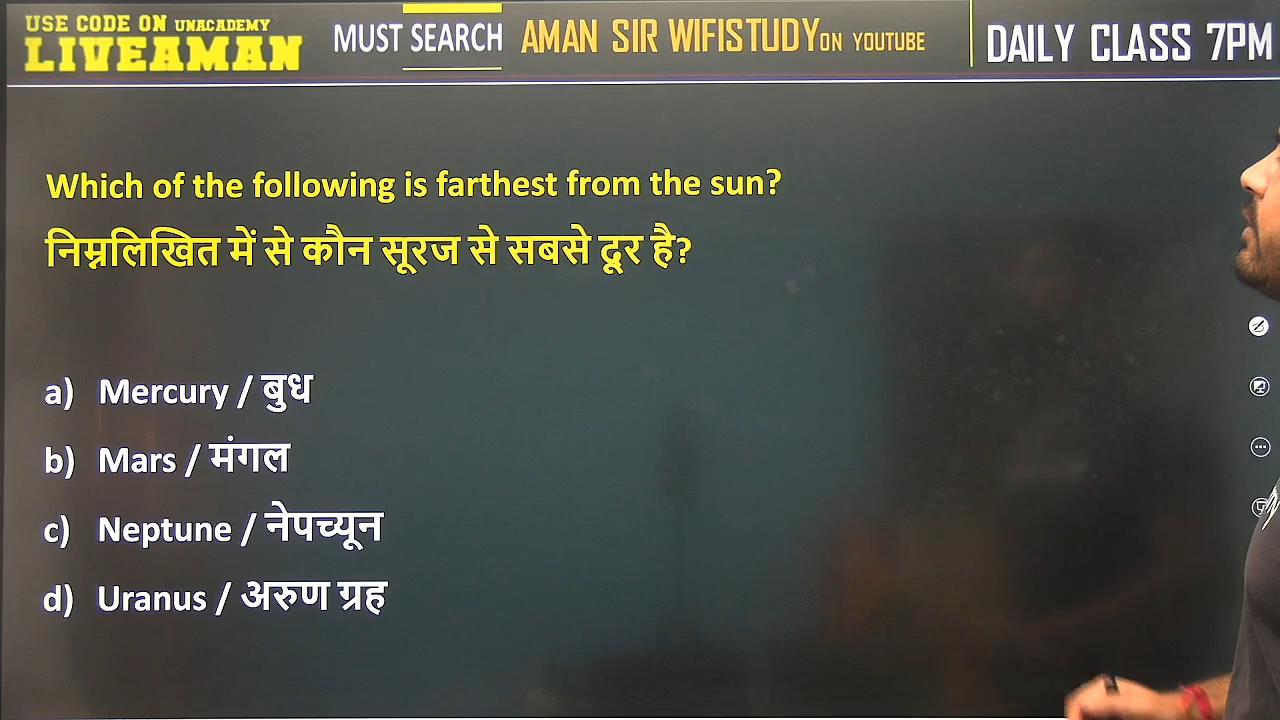 USE CODE ON UNACADEMY
LIVEAMAN
MUST SEARCH AMAN SIR WIFISTUDY ON YOUTUBE
DAILY CLASS 7PM
Which of the following is farthest from the sun?
निम्नलिखित में से कौन सूरज से सबसे दूर है?
a) Mercury / बुध
b) Mars / मंगल
c) Neptune / नेपच्यून
d) Uranus / अरुण ग्रह